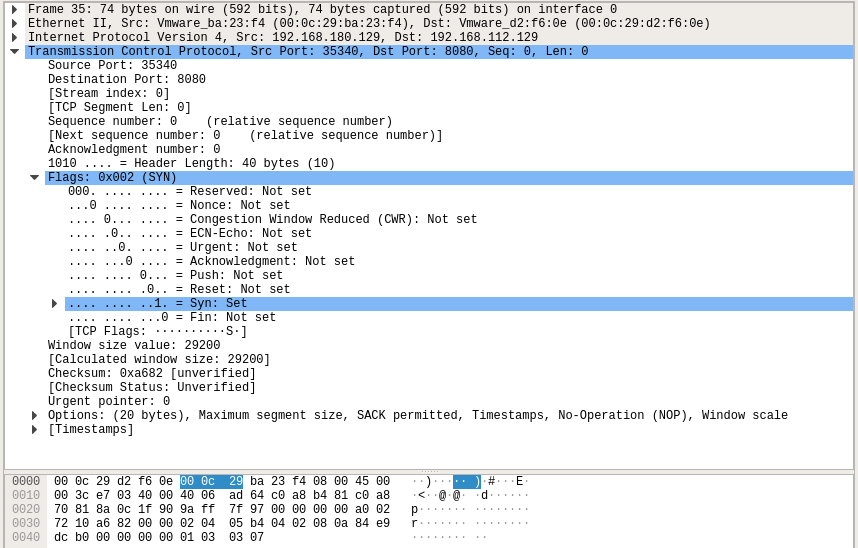 Frame 35: 74 bytes on wire (592 bits), 74 bytes captured (592 bits) on interface 0
Ethernet II, Src: Vmware_ba:23:f4 (00:0c:29:ba:23:f4), Dst: Vmware_d2:f6:0e (00:0c:29:d2:f6:0e)
Internet Protocol Version 4, Src: 192.168.180.129, Dst: 192.168.112.129
Transmission Control Protocol, Src Port: 35340, Dst Port: 8080, Seq: 0, Len: 0
Source Port: 35340
Destination Port: 8080
[Stream index: 0]
[TCP Segment Len: 0]
Sequence number: 0    (relative sequence number)
[Next sequence number: 0    (relative sequence number)]
Acknowledgment number: 0
1010 .... = Header Length: 40 bytes (10)
Flags: 0x002 (SYN)
000. .... .... = Reserved: Not set
...0 .... .... = Nonce: Not set
.... 0... .... = Congestion Window Reduced (CWR): Not set
.... .0.. .... = ECN-Echo: Not set
.... ..0. .... = Urgent: Not set
.... ...0 .... = Acknowledgment: Not set
.... .... 0... = Push: Not set
.... .... .0.. = Reset: Not set
.... .... ..1. = Syn: Set
.... .... ...0 = Fin: Not set
[TCP Flags: ··········S·]
Window size value: 29200
[Calculated window size: 29200]
Checksum: 0xa682 [unverified]
[Checksum Status: Unverified]
Urgent pointer: 0
Options: (20 bytes), Maximum segment size, SACK permitted, Timestamps, No-Operation (NOP), Window scale
[Timestamps]
0000  00 0c 29 d2 f6 0e 00 0c  29 ba 23 f4 08 00 45 00   ··)····· )·#···E·
0010  00 3c e7 03 40 00 40 06  ad 64 c0 a8 b4 81 c0 a8   ·<··@·@· ·d······
0020  70 81 8a 0c 1f 90 9a ff  7f 97 00 00 00 00 a0 02   p······· ········
0030  72 10 a6 82 00 00 02 04  05 b4 04 02 08 0a 84 e9   r······· ········
0040  dc b0 00 00 00 00 01 03  03 07   ········ ··